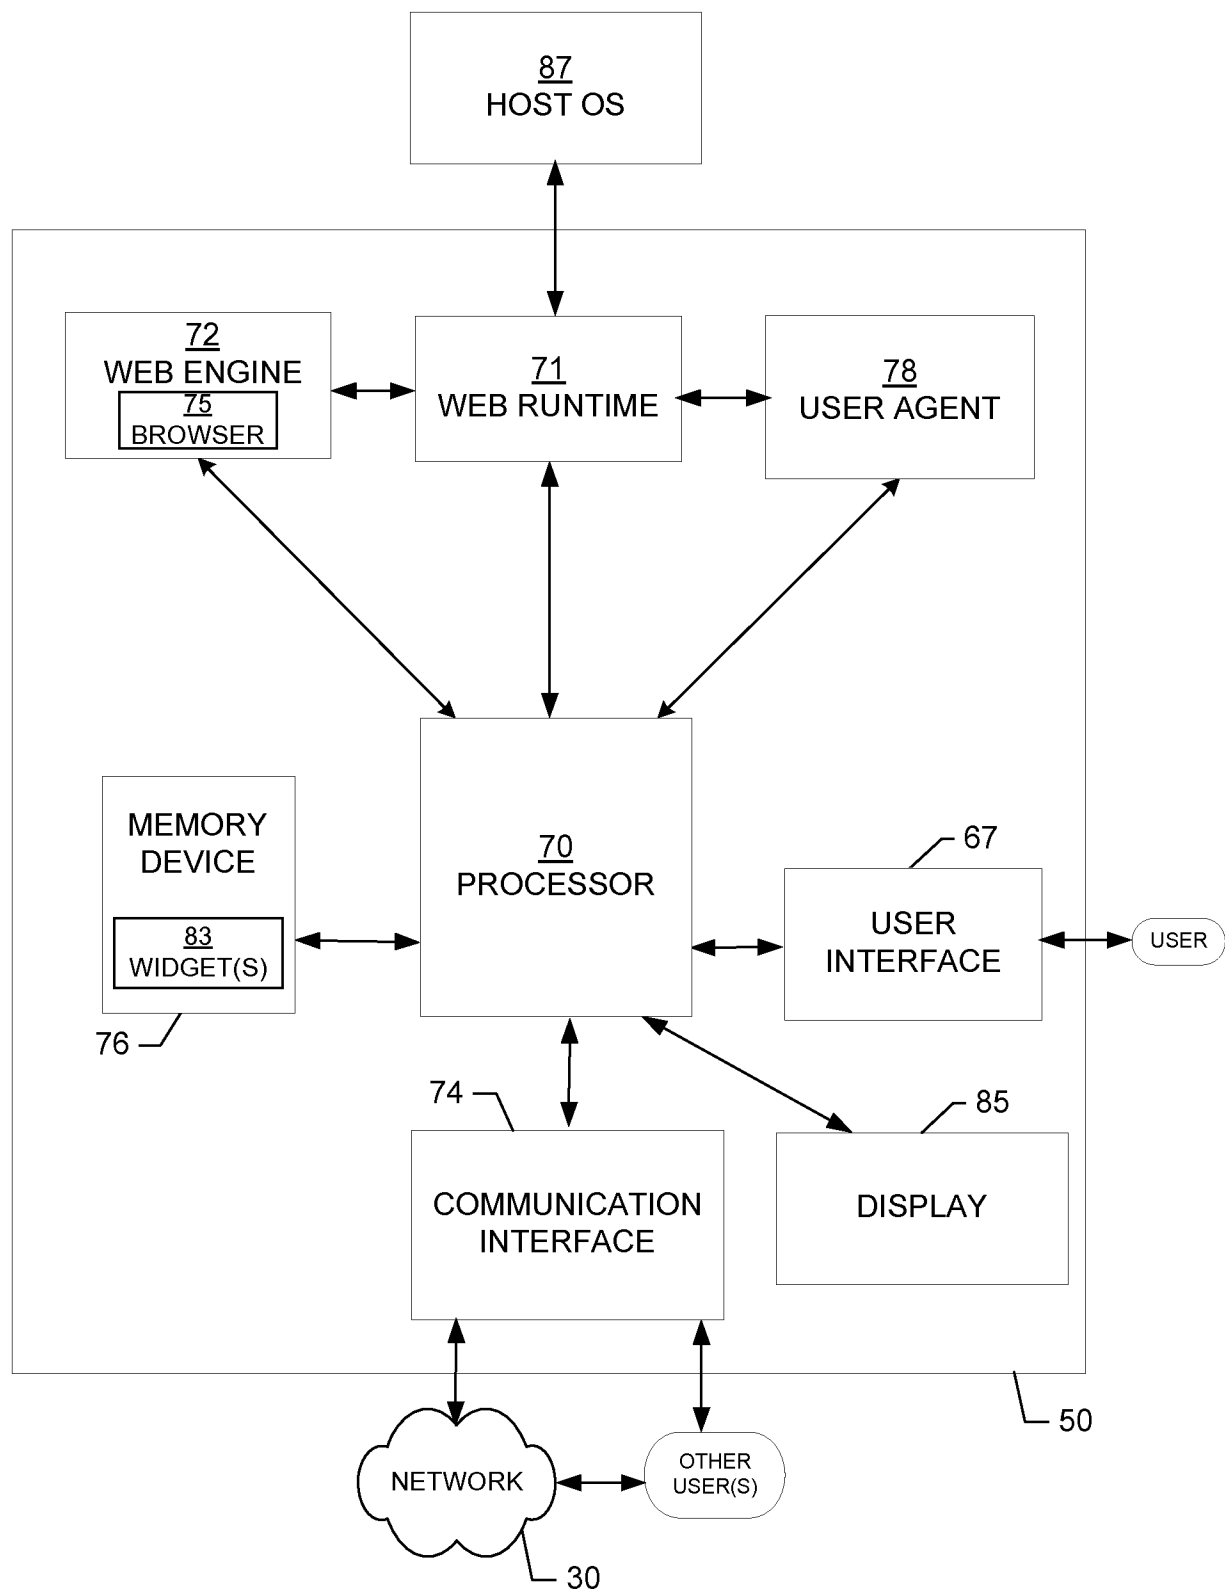 87
HOST OS
72
WEB ENGINE
75
BROWSER
71
WEB RUNTIME
78
USER AGENT
MEMORY
DEVICE
83
WIDGET(S)
76
70
PROCESSOR
67
USER
INTERFACE
USER
74
COMMUNICATION
INTERFACE
85
DISPLAY
50
NETWORK
OTHER
USER(S)
30